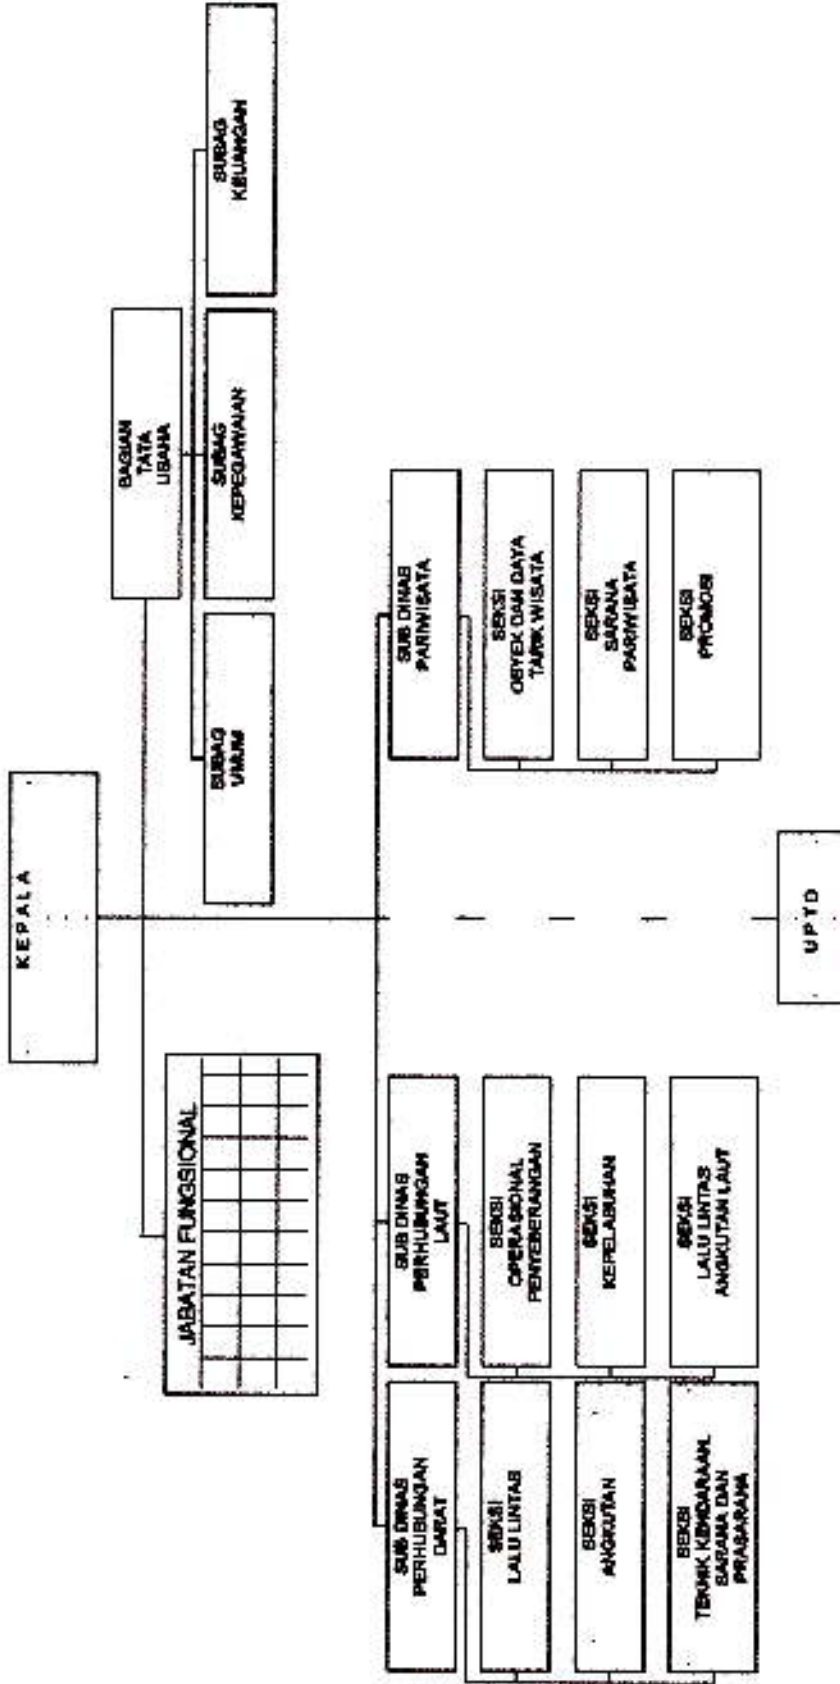 KEPALA
JABATAN FUNGSIONAL
BAGIAN
TATA
USAHA
SUBAG
UMUM
SUBAG
KEPEGAWAIAN
SUBAG
KEUANGAN
SUB DINAS
PERHUBUNGAN
DARAT
SEKSI
LALU LINTAS
SEKSI
ANGKUTAN
SEKSI
TEKNIK KENDARAAN,
SARANA DAN
PRASARANA
SUB DINAS
PERHUBUNGAN
LAUT
SEKSI
OPERASIONAL
PENYEBERANGAN
SEKSI
KEPELABUHAN
SEKSI
LALU LINTAS
ANGKUTAN LAUT
SUB DINAS
PARIWISATA
SEKSI
OBYEK DAN DAYA
TARIK WISATA
SEKSI
SARANA
PARIWISATA
SEKSI
PROMOSI
UPTD